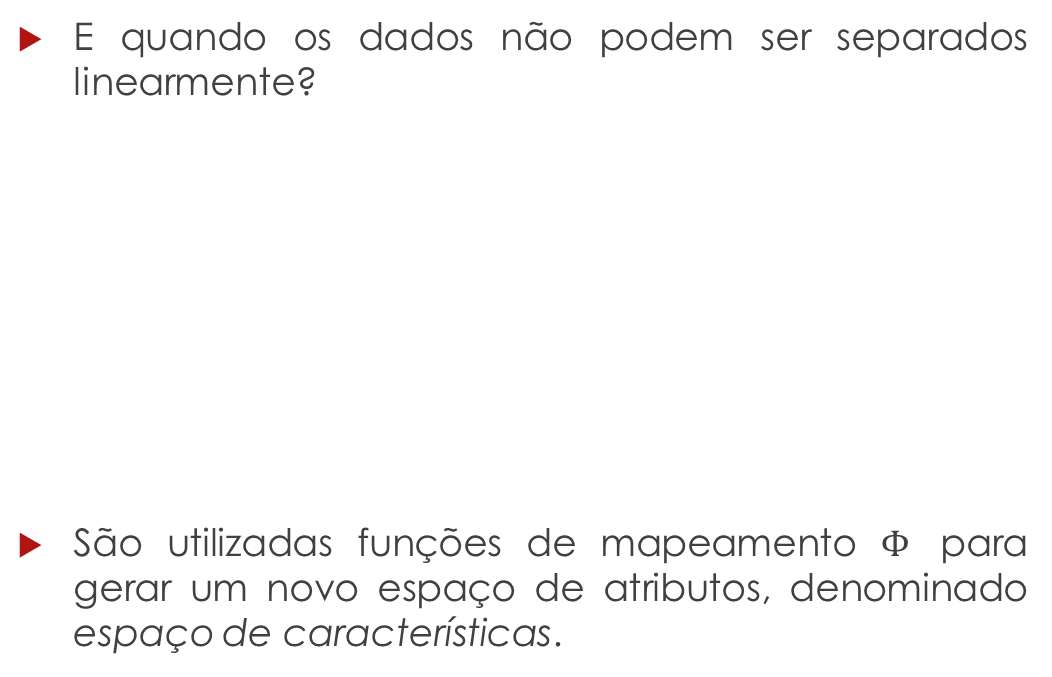 E quando os dados não podem ser separados
linearmente?
São utilizadas funções de mapeamento Φ para
gerar um novo espaço de atributos, denominado
espaço de características.